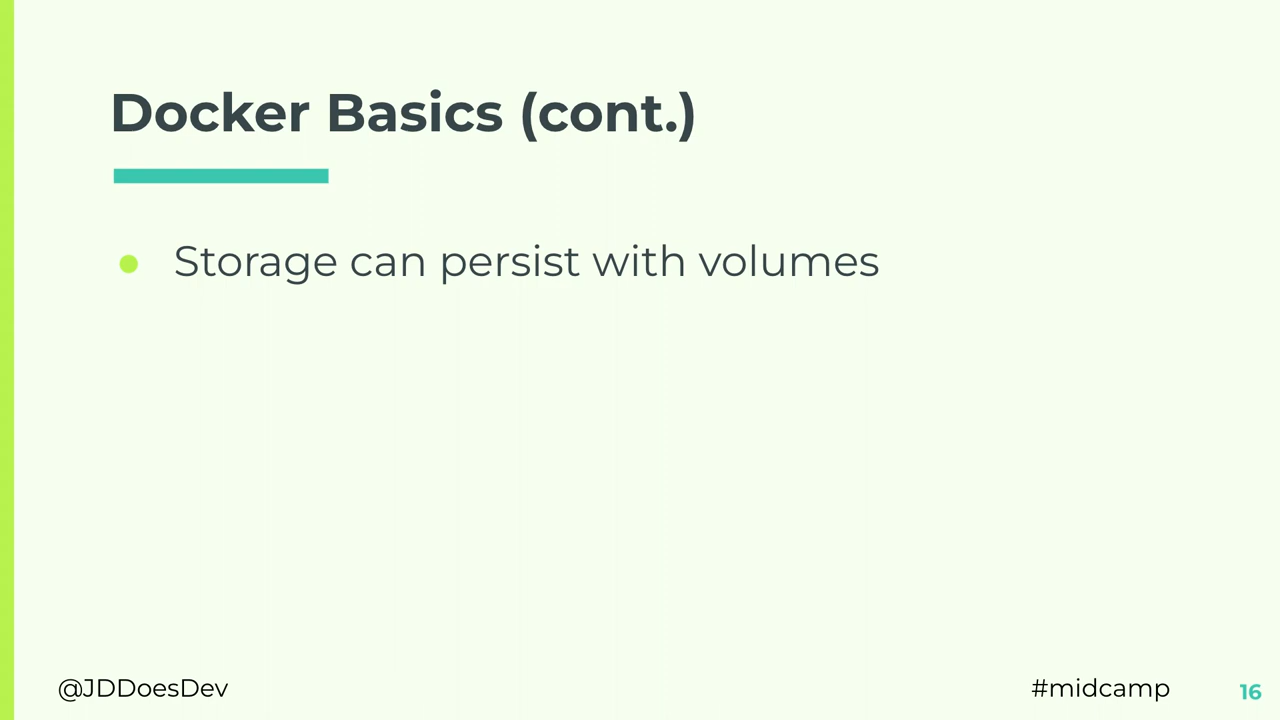 Docker Basics (cont.)
● Storage can persist with volumes
@JDDoesDev
#midcamp
16